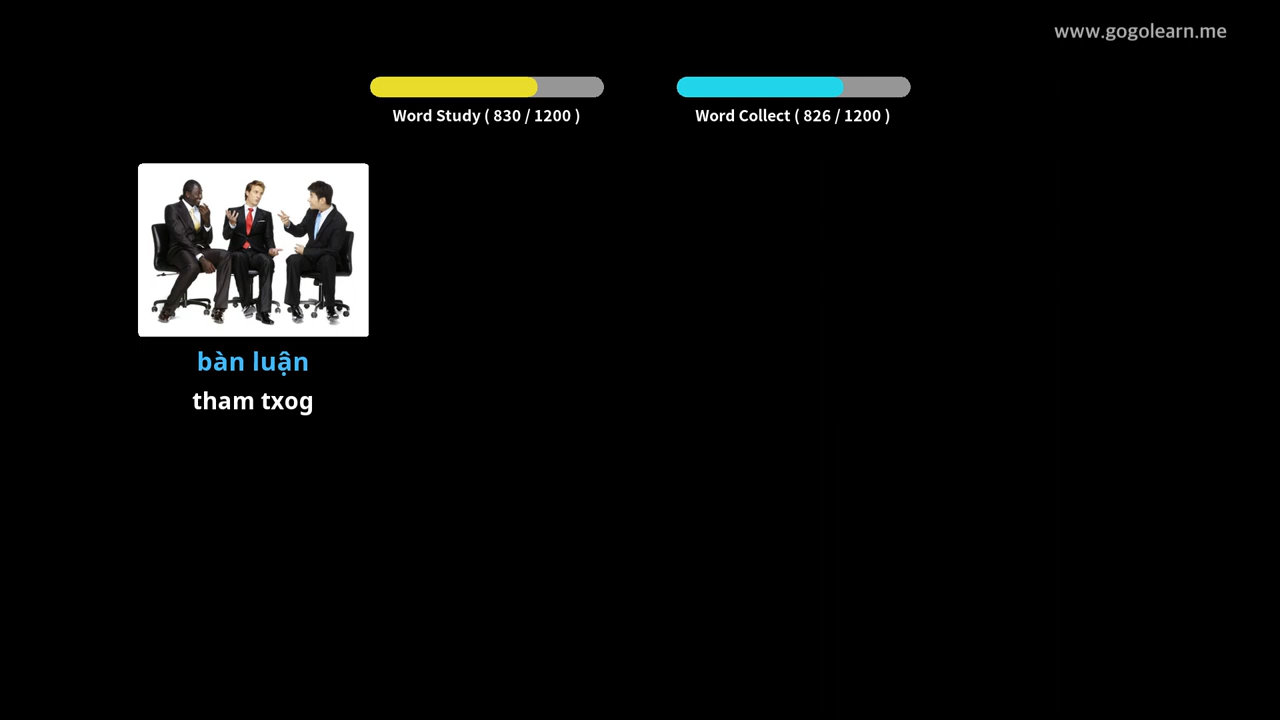 www.gogolearn.me
Word Study ( 830 / 1200 )
Word Collect ( 826 / 1200 )
bàn luận
tham txog